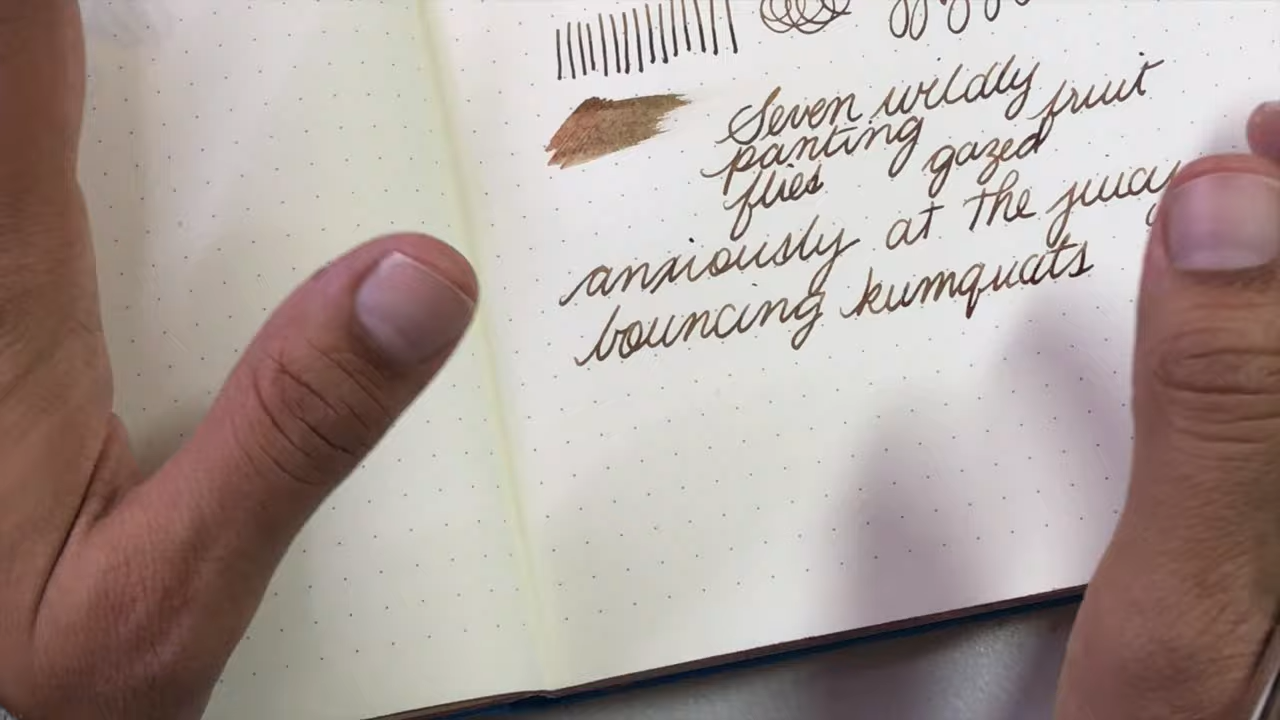 Seven wildly
panting fruit
flies gazed
anxiously at the juicy
bouncing kumquats